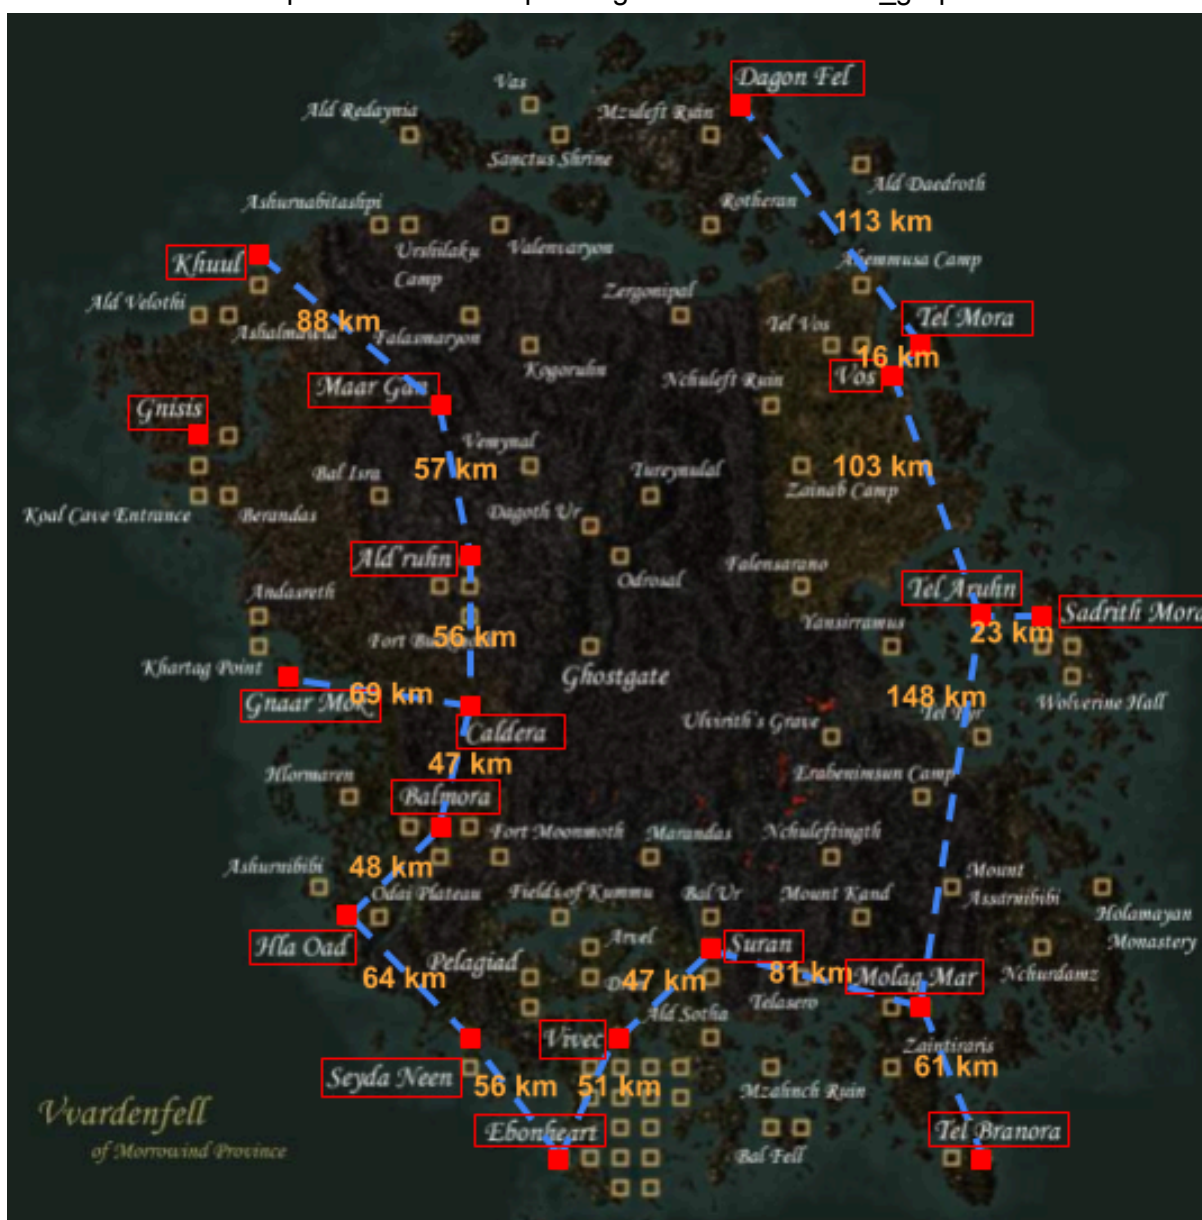 Dagon Fel
Vas
Ald Redaynia
Mzuleft Ruin
Sanctus Shrine
Ald Daedroth
Ashurnabitashpi
Rotheran
113 km
Urshilaku
Camp
Valenvaryon
Khuul
Ahemmusa Camp
Ald Velothi
Zergonipal
88 km
Ashalmawia
Falasmaryon
Tel Vos
Tel Mora
16 km
Kogoruhn
Maar Gan
Nchuleft Ruin
Vos
Gnisis
Vemynal
57 km
Bal Isra
Tureynulal
103 km
Zainab Camp
Koal Cave Entrance
Berandas
Dagoth Ur
Ald'ruhn
Odrosal
Falensarano
Andasreth
Tel Aruhn
Sadrith Mora
56 km
Yansirramus
23 km
Khartag Point
Ghostgate
69 km
Gnaar Mok
148 km
Wolverine Hall
Caldera
Ulvirith's Grave
47 km
Hlormaren
Erabenimsun Camp
Balmora
Fort Moonmoth
Marandas
Nchuleftingth
Ashurnibibi
48 km
Odai Plateau
Fields of Kummu
Bal Ur
Mount Kand
Mount
Assarnibibi
Holamayan
Monastery
Hla Oad
Arvel
Suran
Pelagiad
64 km
47 km
81 km
Molag Mar
Nchurdamz
Telasero
Ald Sotha
Vivec
Zaintiraris
Seyda Neen
56 km
51 km
61 km
Mzahnch Ruin
Vvardenfell
of Morrowind Province
Ebonheart
Bal Fell
Tel Branora